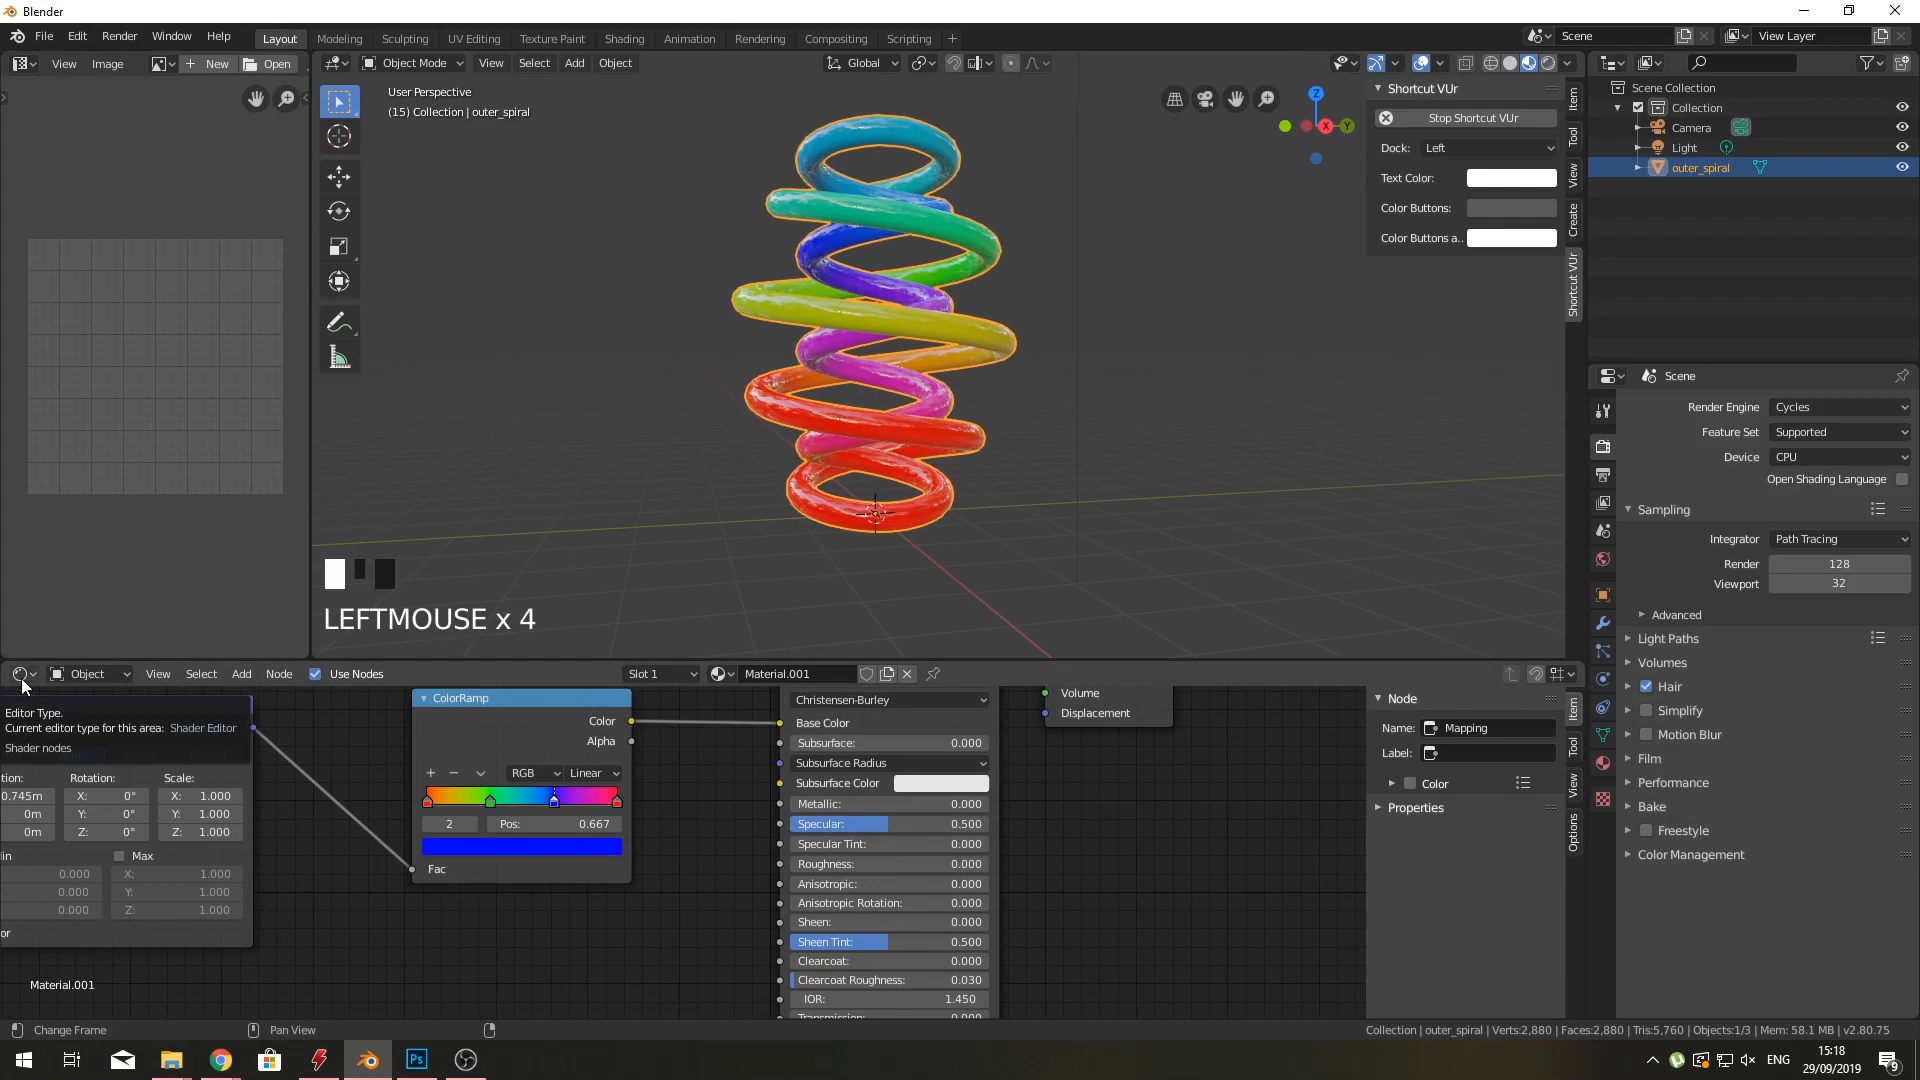 Blender
File Edit Render Window Help Layout Modeling Sculpting UV Editing Texture Paint Shading Animation Rendering Compositing Scripting + Scene View Layer
View Image + New Open Object Mode View Select Add Object Global
User Perspective
(15) Collection | outer_spiral
Shortcut VUr
Stop Shortcut VUr
Dock: Left
Text Color:
Color Buttons:
Color Buttons a..
Item
Tool
View
Create
Shortcut VUr
Z
X
Y
Scene Collection
Collection
Camera
Light
outer_spiral
Scene
Render Engine Cycles
Feature Set Supported
Device CPU
Open Shading Language
Sampling
Integrator Path Tracing
Render 128
Viewport 32
Advanced
Light Paths
Volumes
Hair
Simplify
Motion Blur
Film
Performance
Bake
Freestyle
Color Management
LEFTMOUSE x 4
Object View Select Add Node Use Nodes Slot 1 Material.001
Editor Type.
Current editor type for this area: Shader Editor
Shader nodes
tion: Rotation: Scale:
0.745m X: 0° X: 1.000
0m Y: 0° Y: 1.000
0m Z: 0° Z: 1.000
lin Max
0.000 X: 1.000
0.000 Y: 1.000
0.000 Z: 1.000
or
Material.001
ColorRamp
Color
Alpha
+ − RGB Linear
2 Pos: 0.667
Fac
Christensen-Burley
Base Color
Subsurface: 0.000
Subsurface Radius
Subsurface Color
Metallic: 0.000
Specular: 0.500
Specular Tint: 0.000
Roughness: 0.000
Anisotropic: 0.000
Anisotropic Rotation: 0.000
Sheen: 0.000
Sheen Tint: 0.500
Clearcoat: 0.000
Clearcoat Roughness: 0.030
IOR: 1.450
Transmission: 0.000
Volume
Displacement
Node
Name: Mapping
Label:
Color
Properties
Item
Tool
View
Options
Change Frame Pan View Collection | outer_spiral | Verts:2,880 | Faces:2,880 | Tris:5,760 | Objects:1/3 | Mem: 58.1 MB | v2.80.75
Ps ENG 15:18
29/09/2019
9